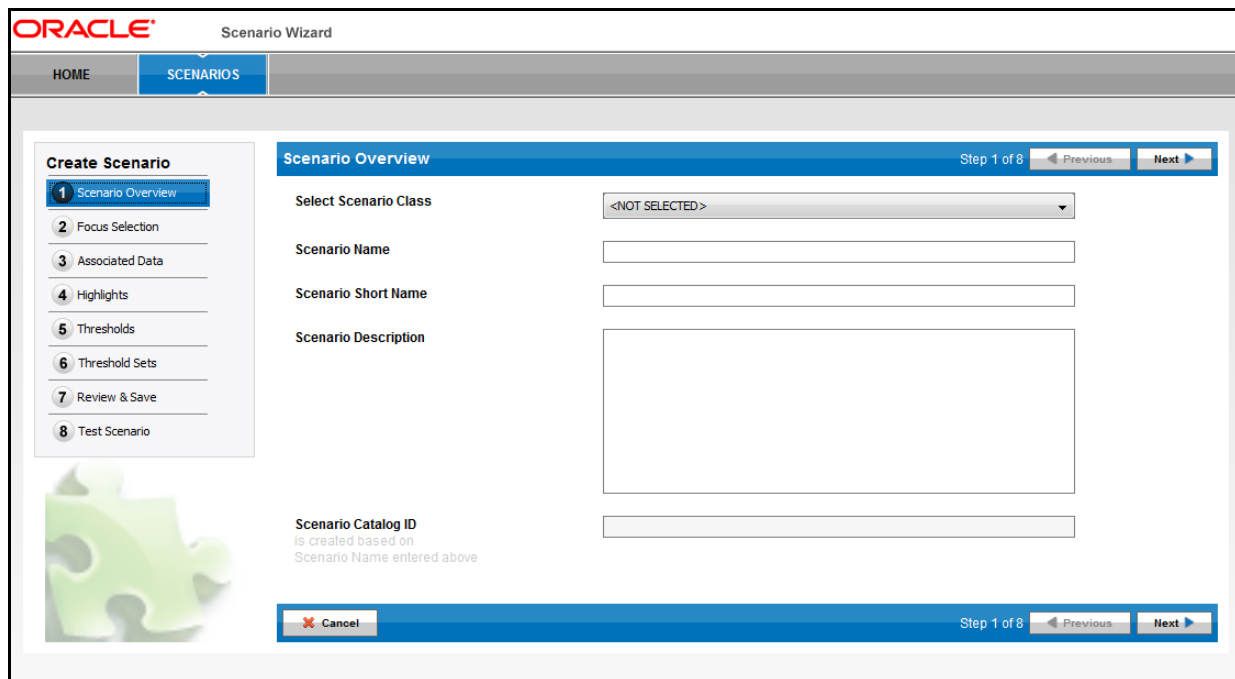 ORACLE Scenario Wizard
HOME SCENARIOS
Create Scenario
1 Scenario Overview
2 Focus Selection
3 Associated Data
4 Highlights
5 Thresholds
6 Threshold Sets
7 Review & Save
8 Test Scenario
Scenario Overview Step 1 of 8 Previous Next
Select Scenario Class <NOT SELECTED>
Scenario Name
Scenario Short Name
Scenario Description
Scenario Catalog ID
is created based on
Scenario Name entered above
Cancel Step 1 of 8 Previous Next